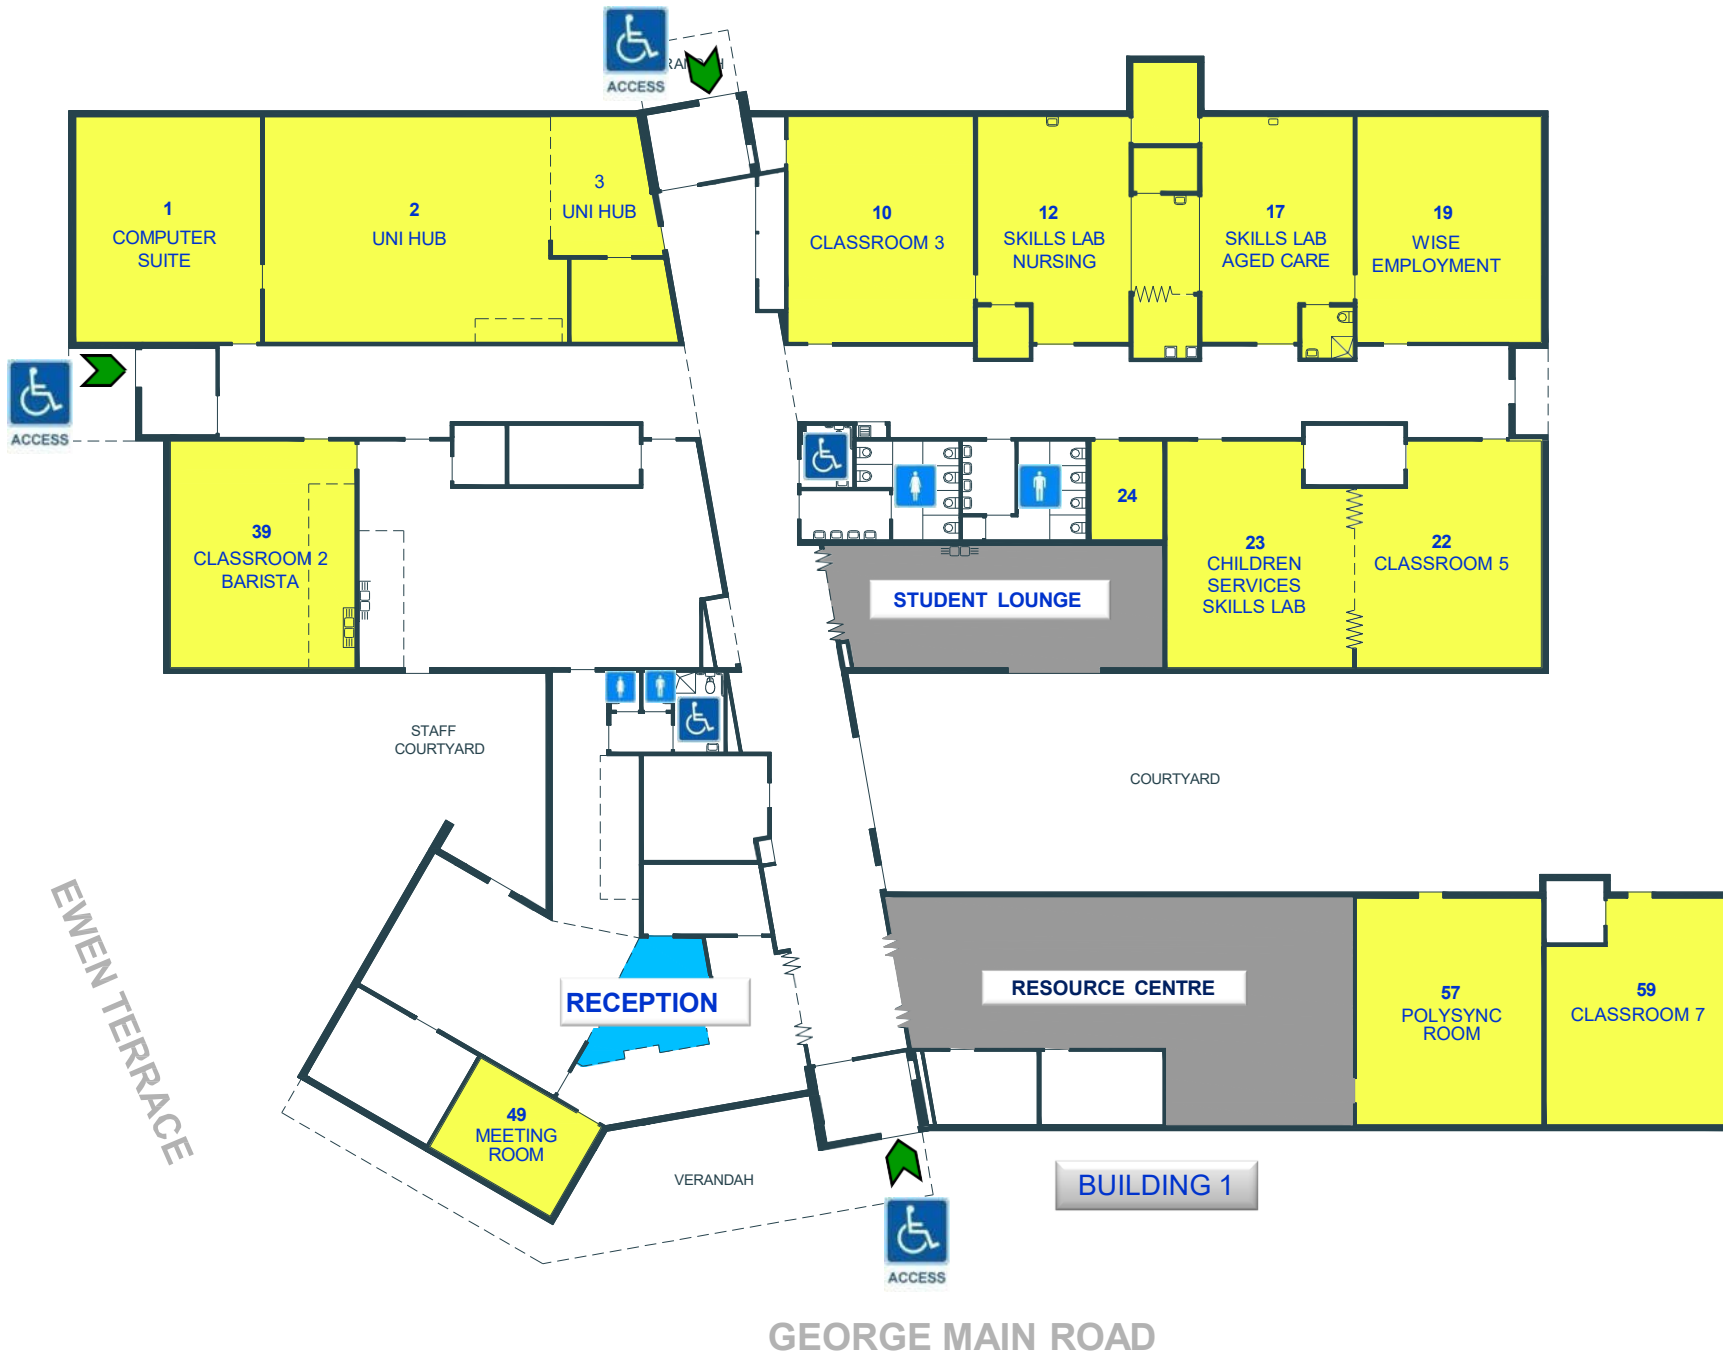 ACCESS
1
COMPUTER
SUITE
2
UNI HUB
3
UNI HUB
10
CLASSROOM 3
12
SKILLS LAB
NURSING
17
SKILLS LAB
AGED CARE
19
WISE
EMPLOYMENT
ACCESS
39
CLASSROOM 2
BARISTA
24
23
CHILDREN
SERVICES
SKILLS LAB
22
CLASSROOM 5
STUDENT LOUNGE
STAFF
COURTYARD
COURTYARD
EWEN TERRACE
RECEPTION
RESOURCE CENTRE
57
POLYSYNC
ROOM
59
CLASSROOM 7
49
MEETING
ROOM
VERANDAH
BUILDING 1
ACCESS
GEORGE MAIN ROAD